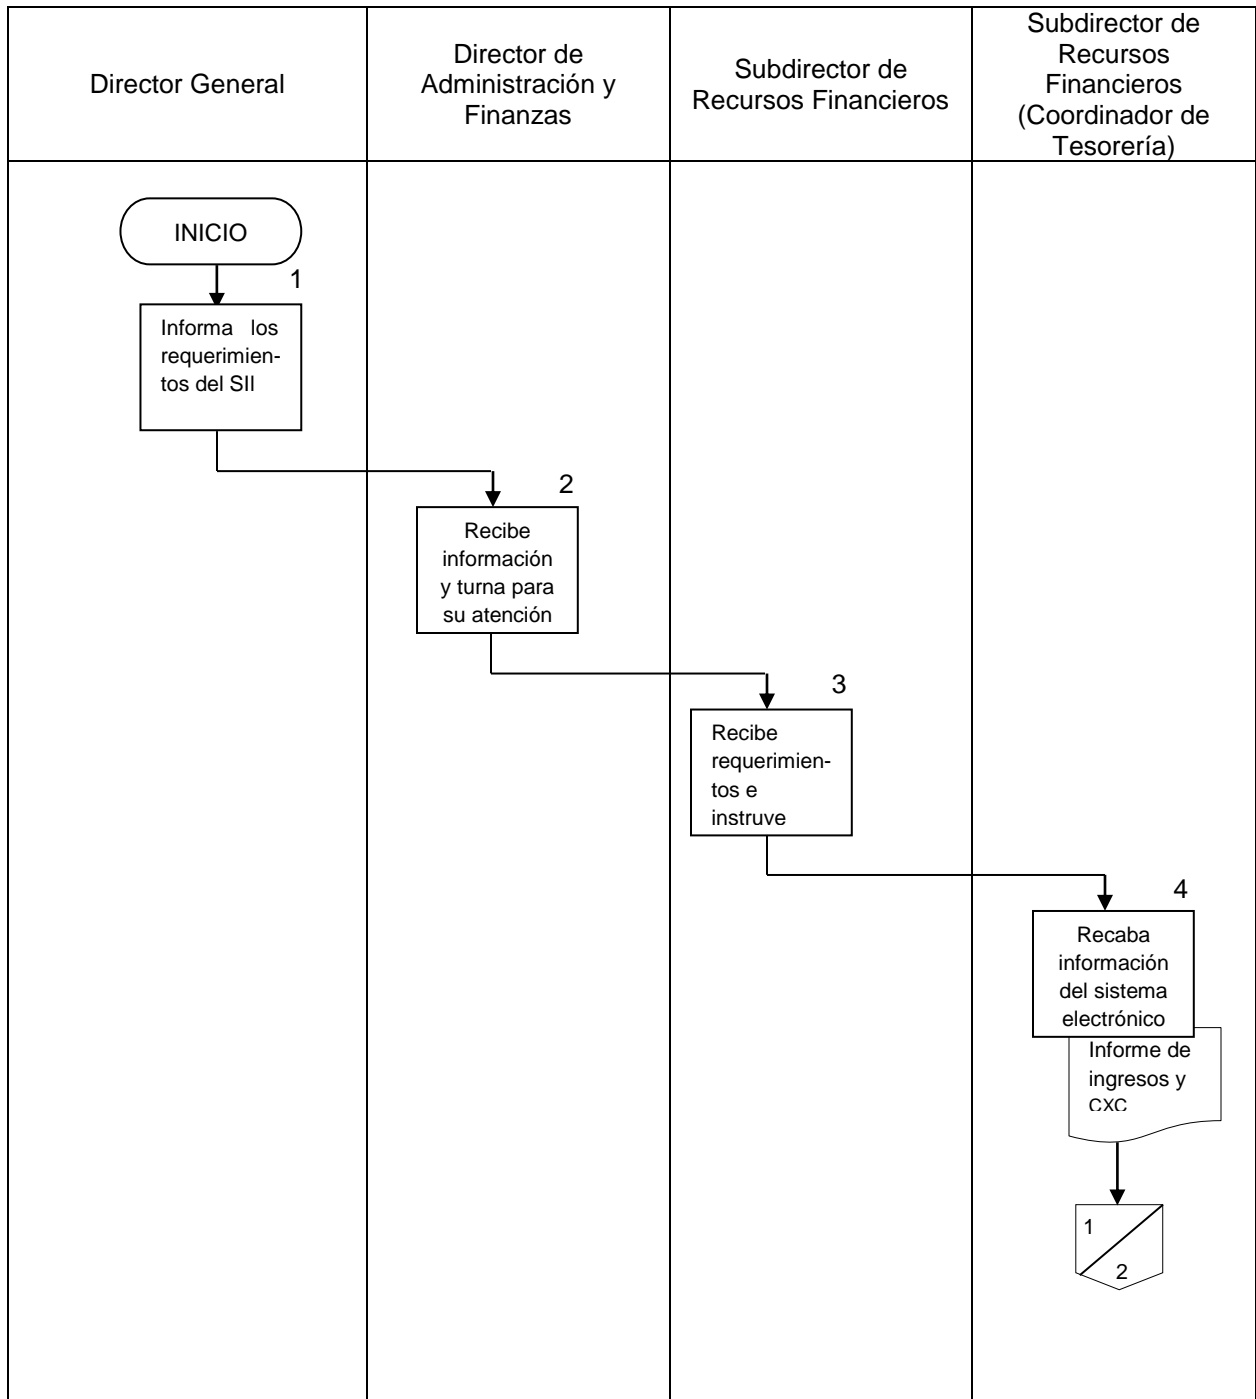 Director General
Director de
Administración y
Finanzas
Subdirector de
Recursos Financieros
Subdirector de
Recursos
Financieros
(Coordinador de
Tesorería)
INICIO
1
Informa los
requerimien-
tos del SII
2
Recibe
información
y turna para
su atención
3
Recibe
requerimien-
tos e
instruye
4
Recaba
información
del sistema
electrónico
Informe de
ingresos y
CXC
1
2